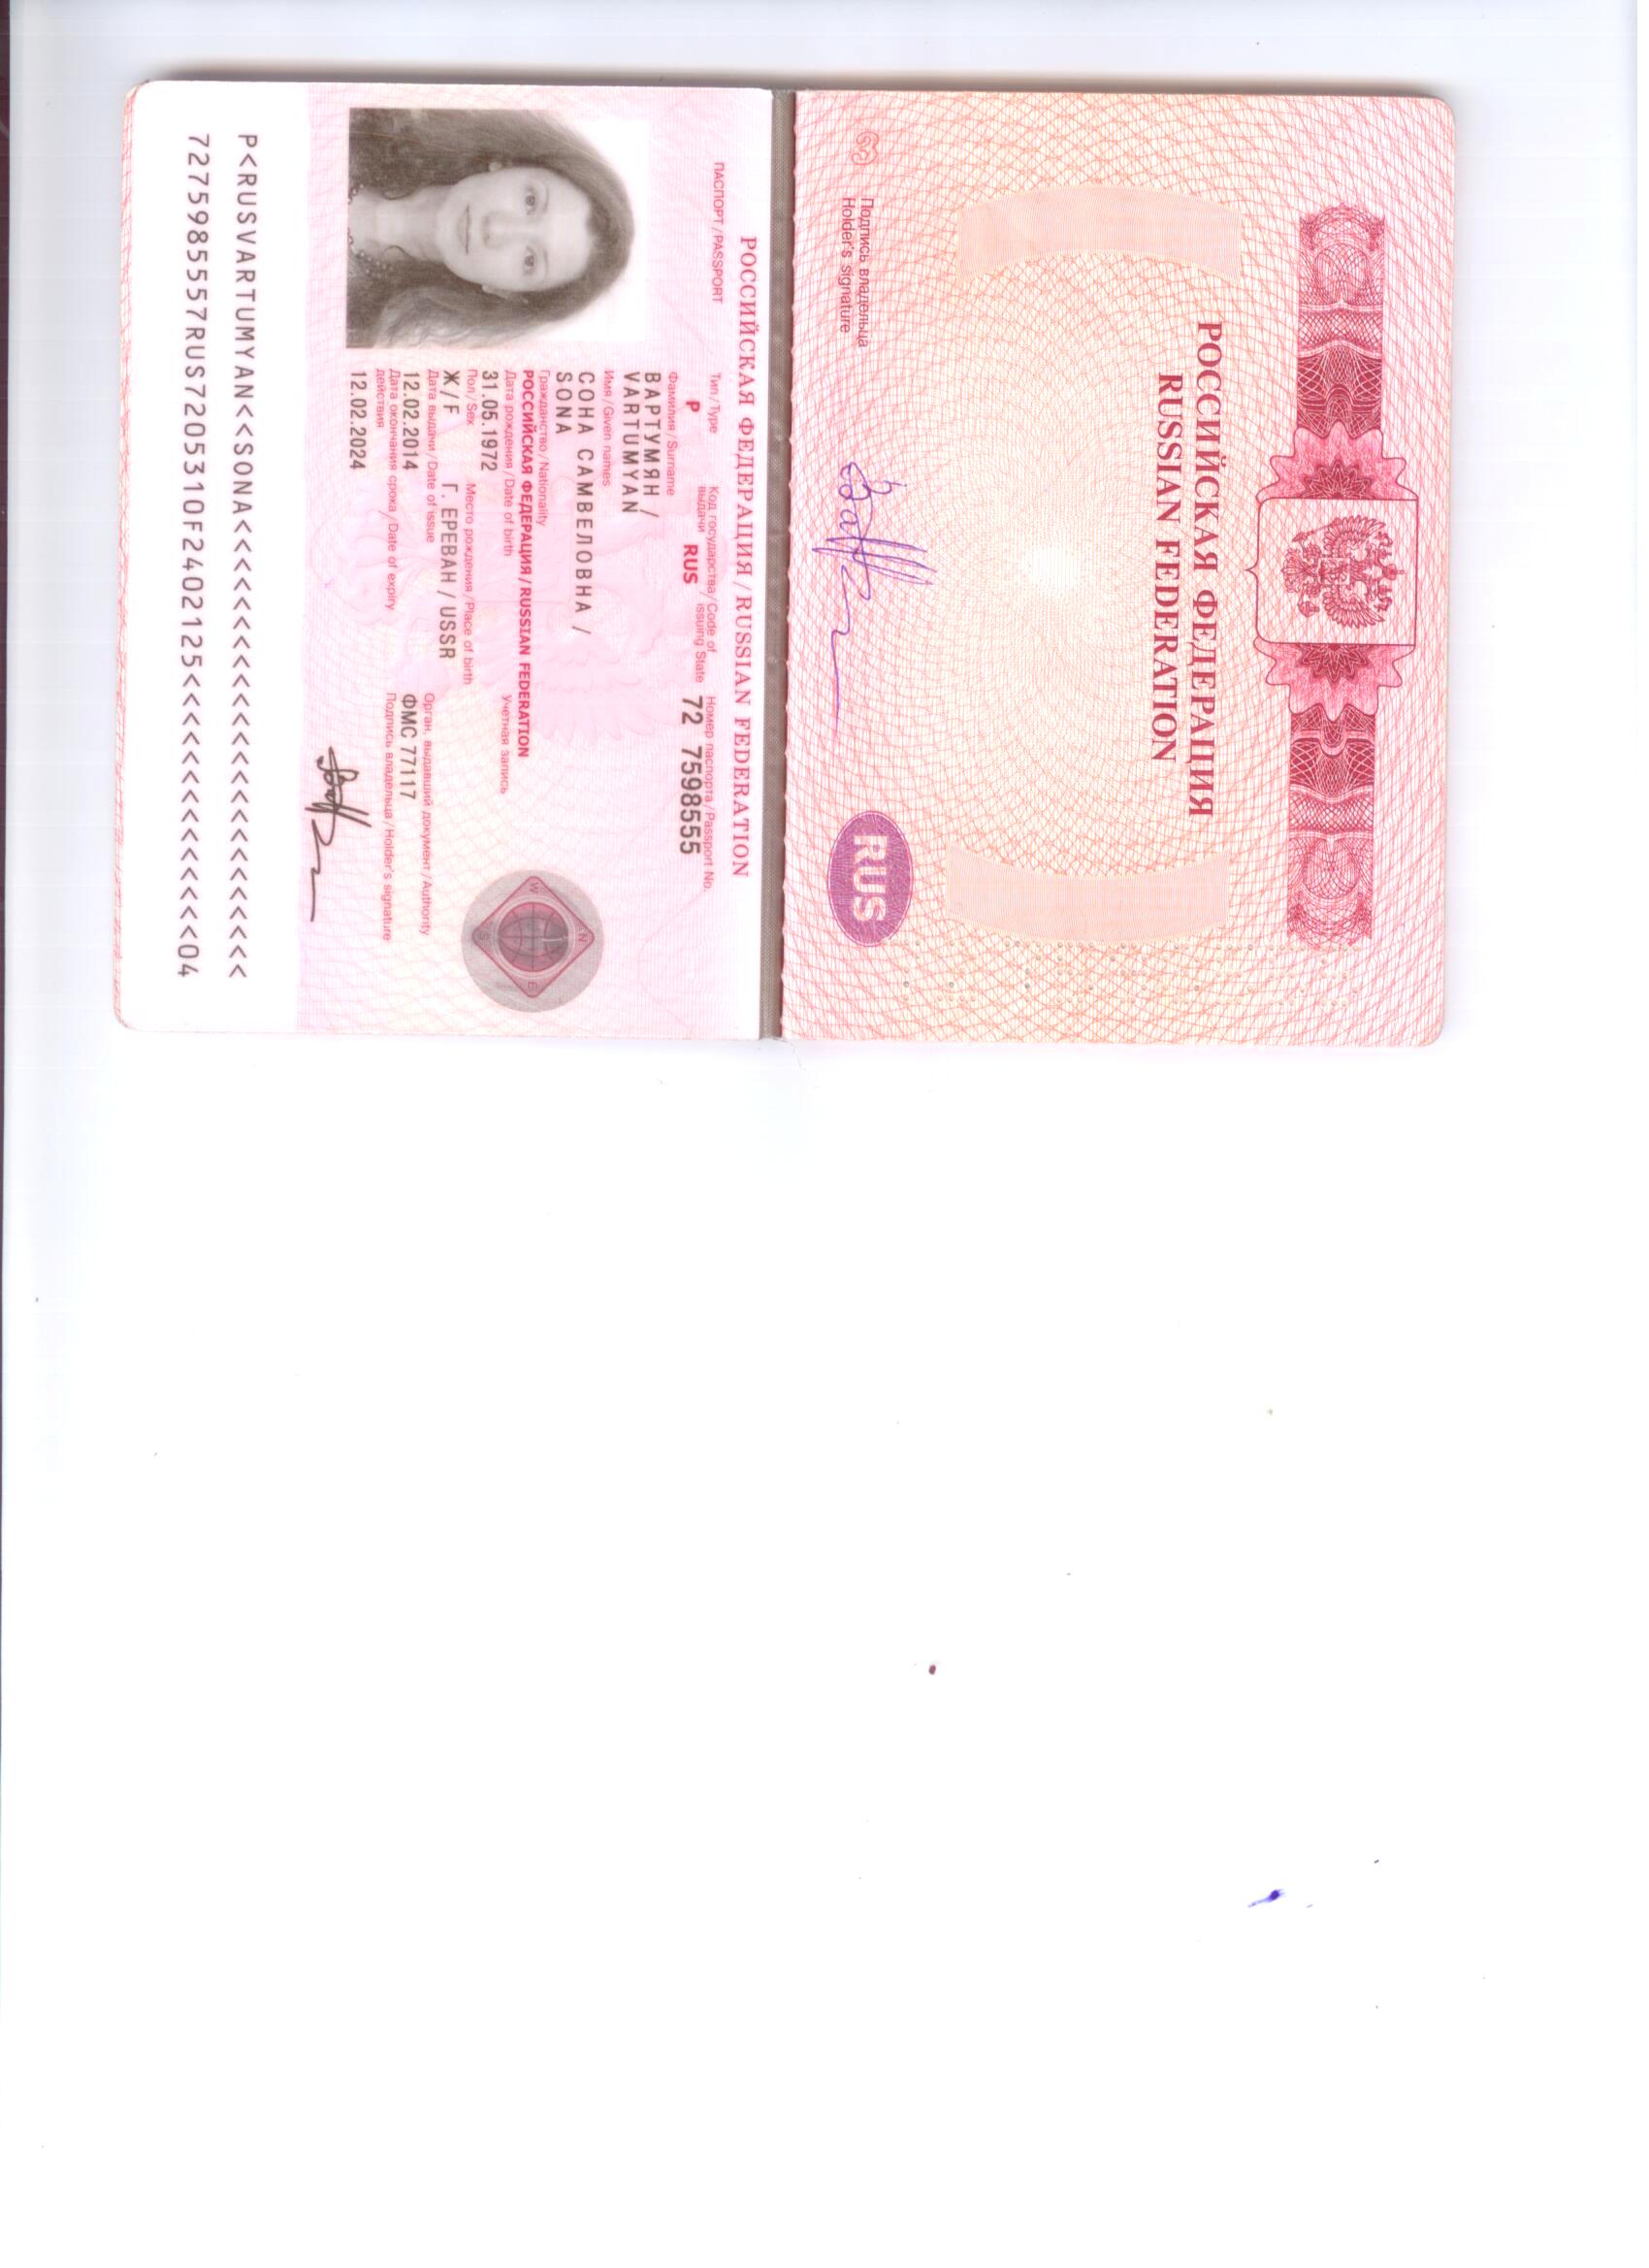 РОССИЙСКАЯ ФЕДЕРАЦИЯ
RUSSIAN FEDERATION
RUS
Подпись владельца
Holder's signature
РОССИЙСКАЯ ФЕДЕРАЦИЯ / RUSSIAN FEDERATION
ПАСПОРТ / PASSPORT
Тип / Type
Код государства / Code of
выдачи issuing State
Номер паспорта / Passport No.
P
RUS
72 7598555
Фамилия / Surname
ВАРТУМЯН /
VARTUMYAN
Имя / Given names
СОНА САМВЕЛОВНА /
SONA
Гражданство / Nationality
РОССИЙСКАЯ ФЕДЕРАЦИЯ / RUSSIAN FEDERATION
Дата рождения / Date of birth
Учетная запись
31.05.1972
Пол / Sex
Место рождения / Place of birth
Ж / F
Г. ЕРЕВАН / USSR
Дата выдачи / Date of issue
Орган, выдавший документ / Authority
12.02.2014
ФМС 77117
Дата окончания срока / Date of expiry
действия
Подпись владельца / Holder's signature
12.02.2024
N
W
E
S
P<RUSVARTUMYAN<<SONA<<<<<<<<<<<<<<<<<<<<<<<<
7275985557RUS7205310F2402125<<<<<<<<<<<<<<04